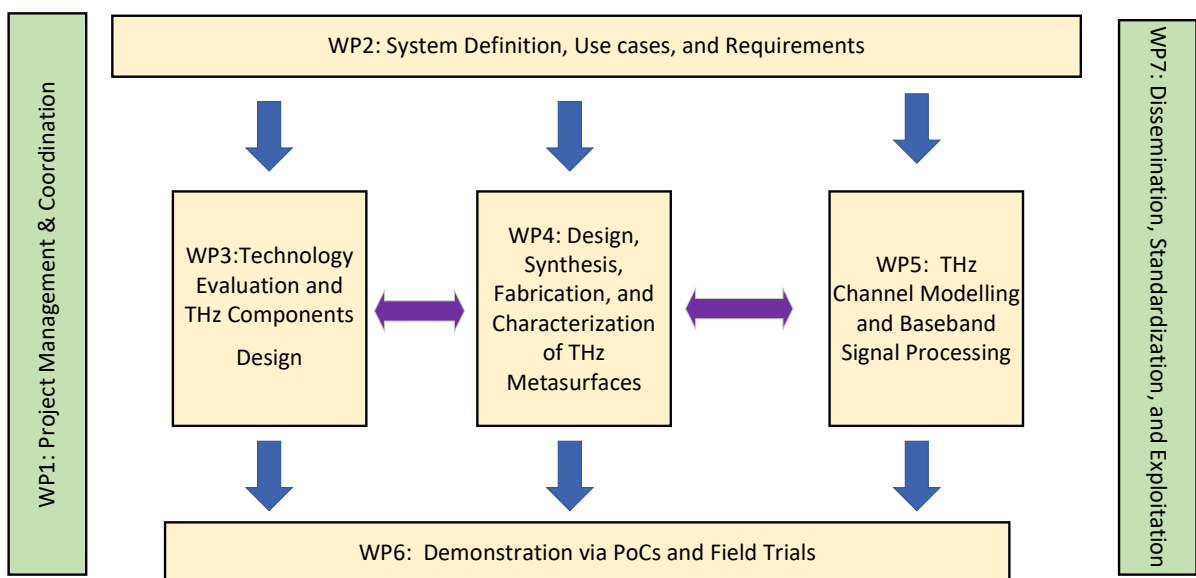 WP1: Project Management & Coordination
WP2: System Definition, Use cases, and Requirements
WP3:Technology
Evaluation and
THz Components
Design
WP4: Design,
Synthesis,
Fabrication, and
Characterization
of THz
Metasurfaces
WP5: THz
Channel Modelling
and Baseband
Signal Processing
WP6: Demonstration via PoCs and Field Trials
WP7: Dissemination, Standardization, and Exploitation